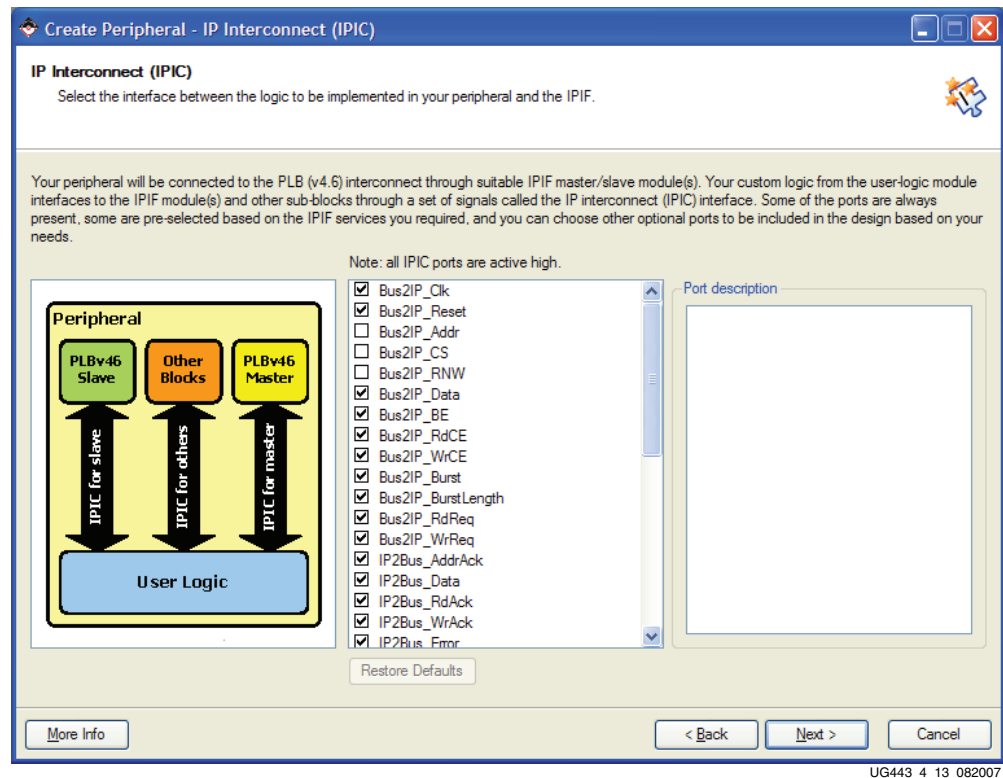 Create Peripheral - IP Interconnect (IPIC)
IP Interconnect (IPIC)
Select the interface between the logic to be implemented in your peripheral and the IPIF.
Your peripheral will be connected to the PLB (v4.6) interconnect through suitable IPIF master/slave module(s). Your custom logic from the user-logic module
interfaces to the IPIF module(s) and other sub-blocks through a set of signals called the IP interconnect (IPIC) interface. Some of the ports are always
present, some are pre-selected based on the IPIF services you required, and you can choose other optional ports to be included in the design based on your
needs.
Note: all IPIC ports are active high.
Peripheral
PLBv46
Slave
Other
Blocks
PLBv46
Master
IPIC for slave
IPIC for others
IPIC for master
User Logic
Bus2IP_Clk
Bus2IP_Reset
Bus2IP_Addr
Bus2IP_CS
Bus2IP_RNW
Bus2IP_Data
Bus2IP_BE
Bus2IP_RdCE
Bus2IP_WrCE
Bus2IP_Burst
Bus2IP_BurstLength
Bus2IP_RdReq
Bus2IP_WrReq
IP2Bus_AddrAck
IP2Bus_Data
IP2Bus_RdAck
IP2Bus_WrAck
IP2Bus_Error
Port description
Restore Defaults
More Info
< Back
Next >
Cancel
UG443_4_13_082007